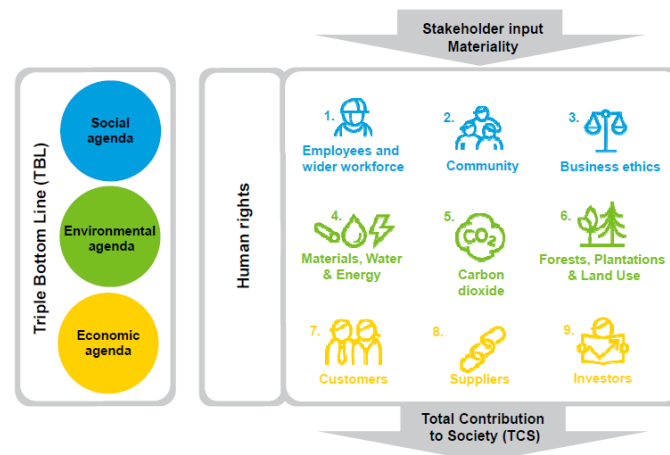 Stakeholder input
Materiality
Triple Bottom Line (TBL)
Social
agenda
Environmental
agenda
Economic
agenda
Human rights
1.
Employees and
wider workforce
2.
Community
3.
Business ethics
4.
Materials, Water
& Energy
5.
CO2
Carbon
dioxide
6.
Forests, Plantations
& Land Use
7.
Customers
8.
Suppliers
9.
Investors
Total Contribution
to Society (TCS)